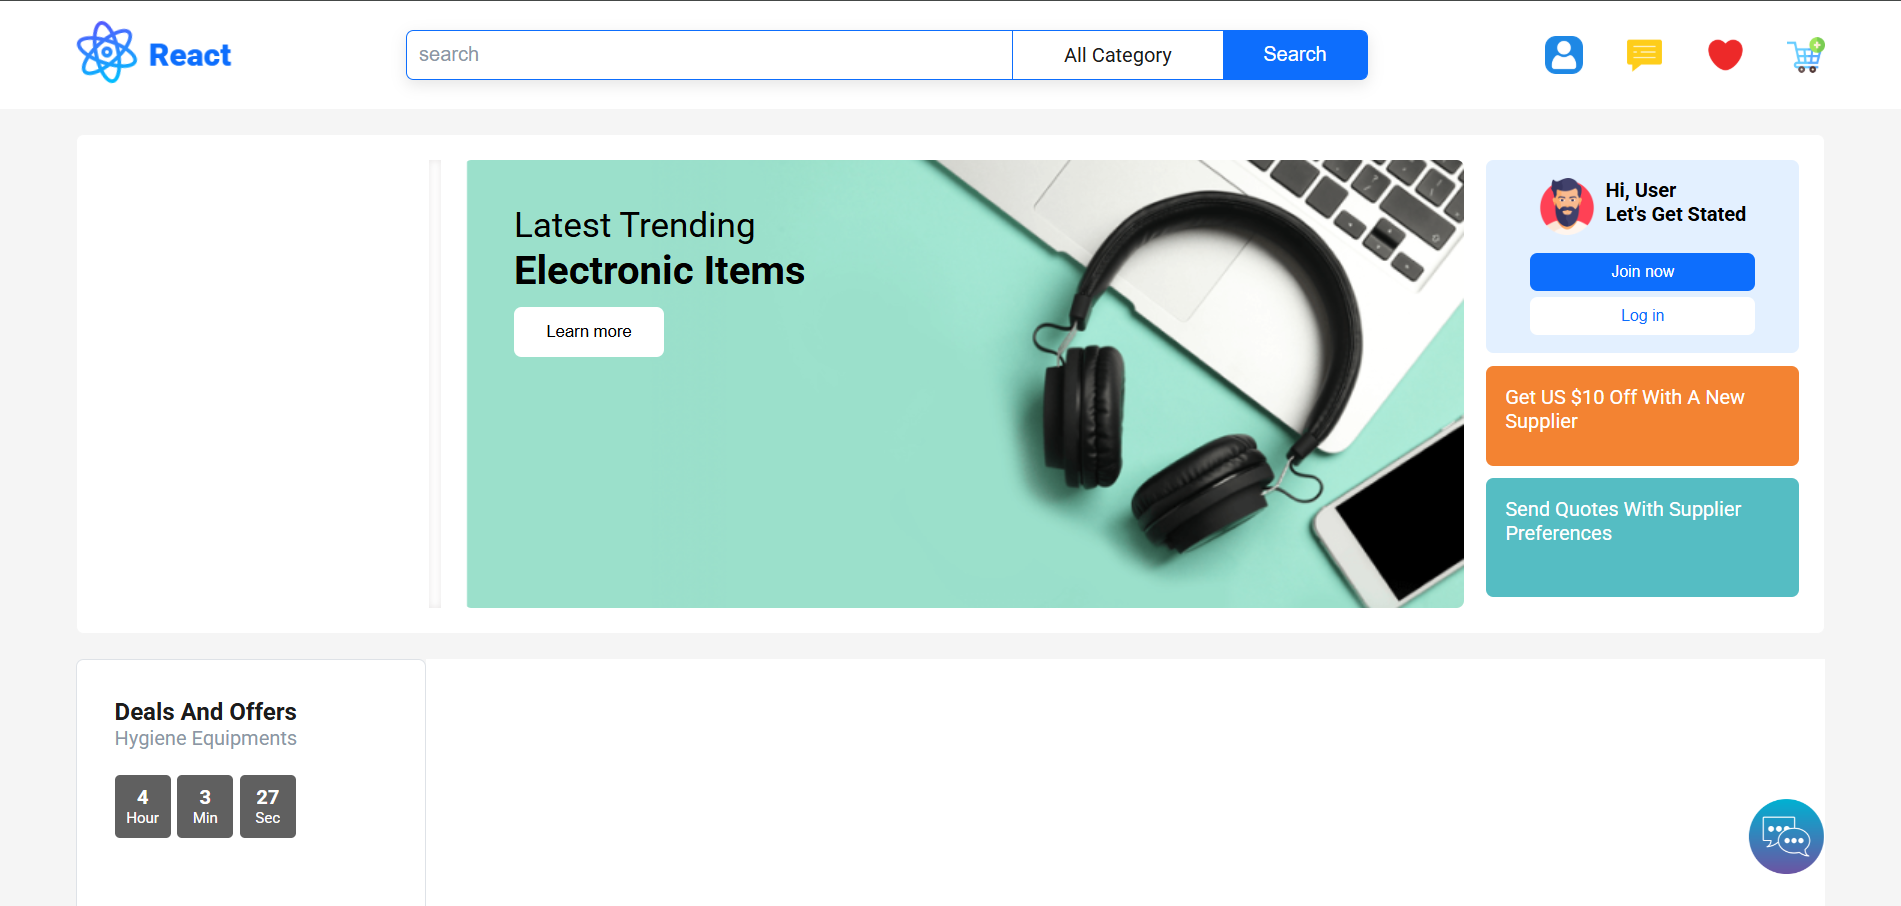 React
search
All Category
Search
Latest Trending
Electronic Items
Learn more
Hi, User
Let's Get Stated
Join now
Log in
Get US $10 Off With A New
Supplier
Send Quotes With Supplier
Preferences
Deals And Offers
Hygiene Equipments
4 3 27
Hour Min Sec